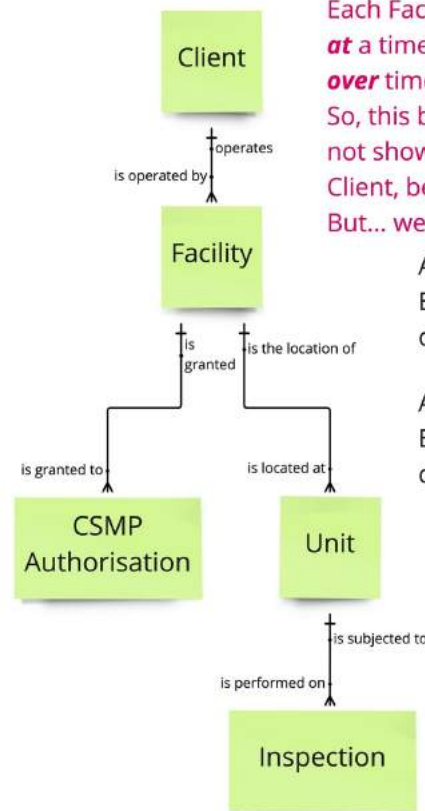 Client
Each Fac
at a time
over time
So, this b
not show
Client, be
But... we
operates
is operated by
Facility
is
granted
is the location of
is granted to
is located at
CSMP
Authorisation
Unit
is subjected to
is performed on
Inspection